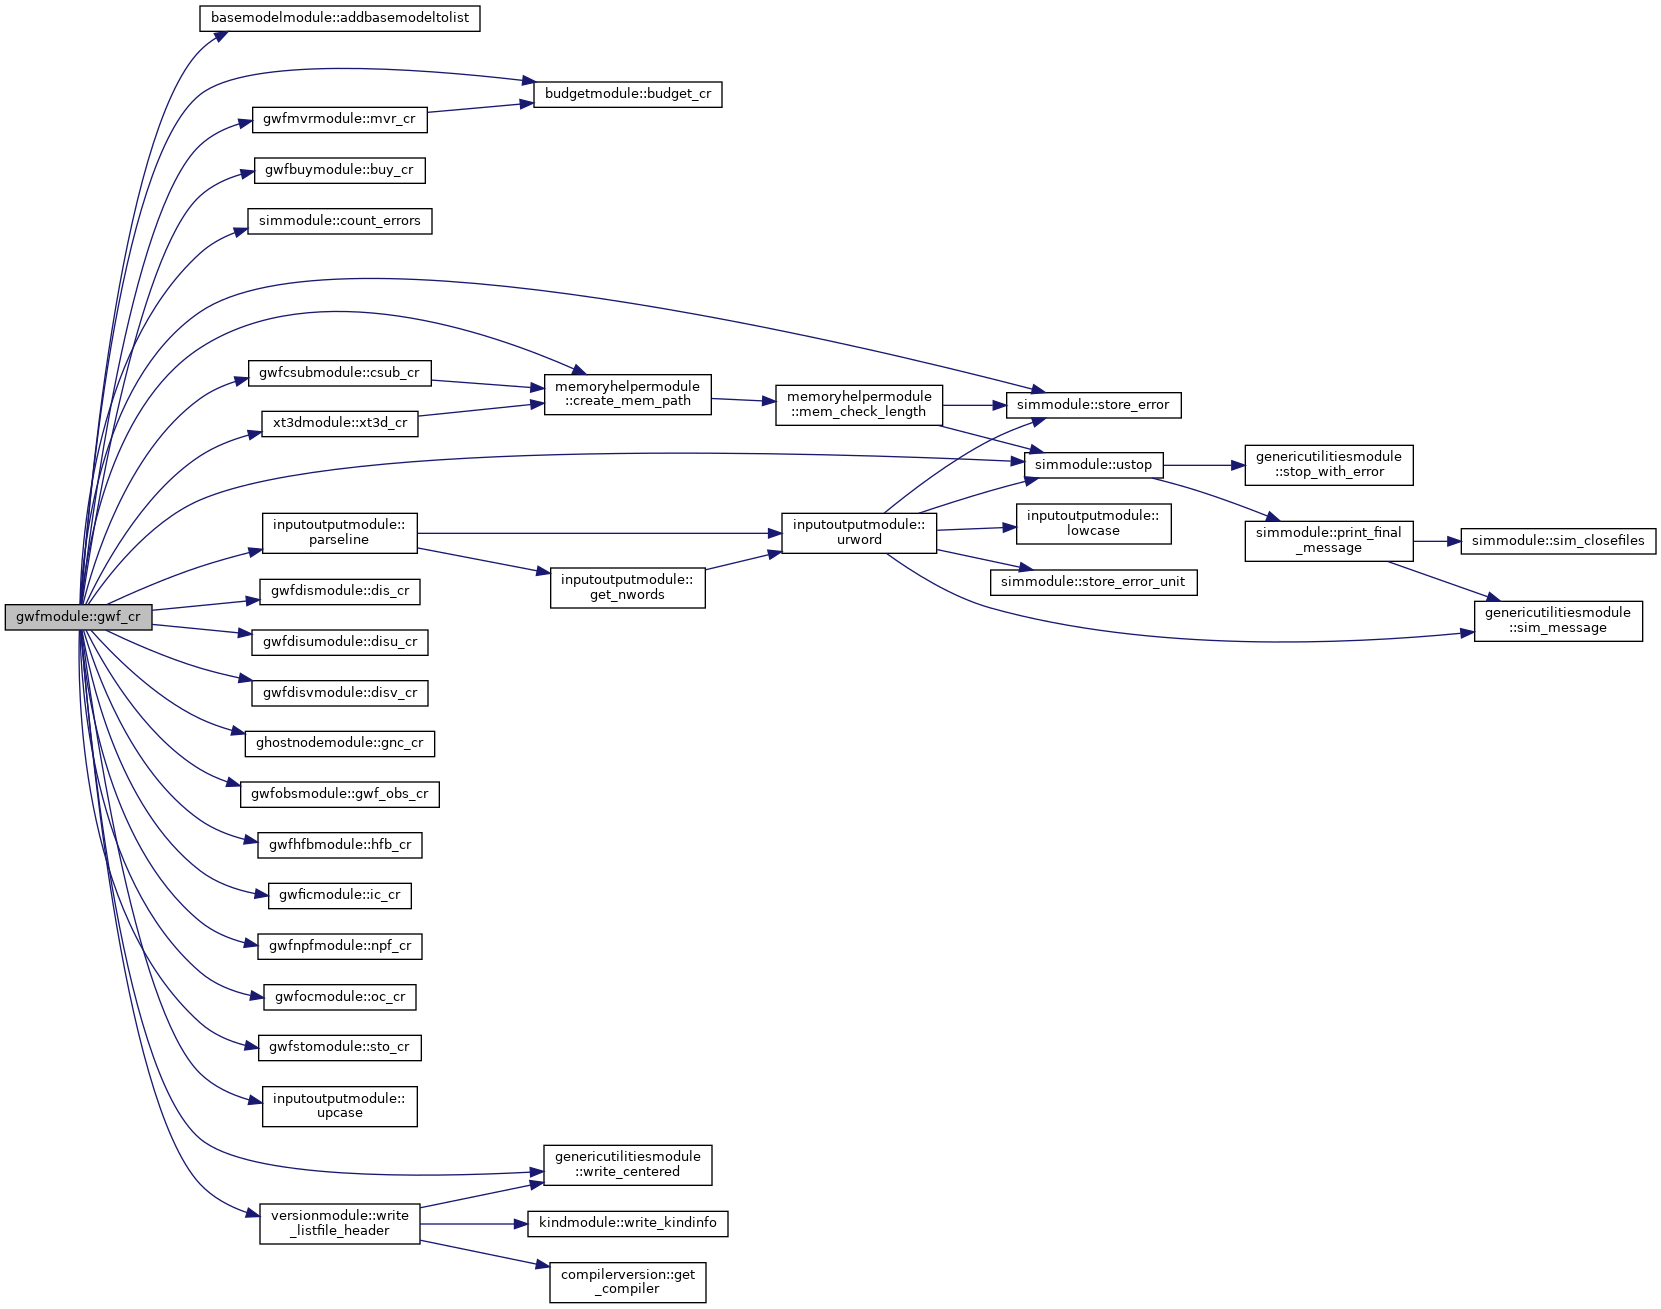 basemodelmodule::addbasemodeltolist
budgetmodule::budget_cr
gwfmvrmodule::mvr_cr
gwfbuymodule::buy_cr
simmodule::count_errors
gwfcsubmodule::csub_cr
memoryhelpermodule
::create_mem_path
memoryhelpermodule
::mem_check_length
simmodule::store_error
xt3dmodule::xt3d_cr
simmodule::ustop
genericutilitiesmodule
::stop_with_error
inputoutputmodule::
parseline
inputoutputmodule::
urword
inputoutputmodule::
lowcase
simmodule::print_final
_message
simmodule::sim_closefiles
inputoutputmodule::
get_nwords
simmodule::store_error_unit
gwfdismodule::dis_cr
gwfmodule::gwf_cr
genericutilitiesmodule
::sim_message
gwfdisumodule::disu_cr
gwfdisvmodule::disv_cr
ghostnodemodule::gnc_cr
gwfobsmodule::gwf_obs_cr
gwfhfbmodule::hfb_cr
gwficmodule::ic_cr
gwfnpfmodule::npf_cr
gwfocmodule::oc_cr
gwfstomodule::sto_cr
inputoutputmodule::
upcase
genericutilitiesmodule
::write_centered
versionmodule::write
_listfile_header
kindmodule::write_kindinfo
compilerversion::get
_compiler